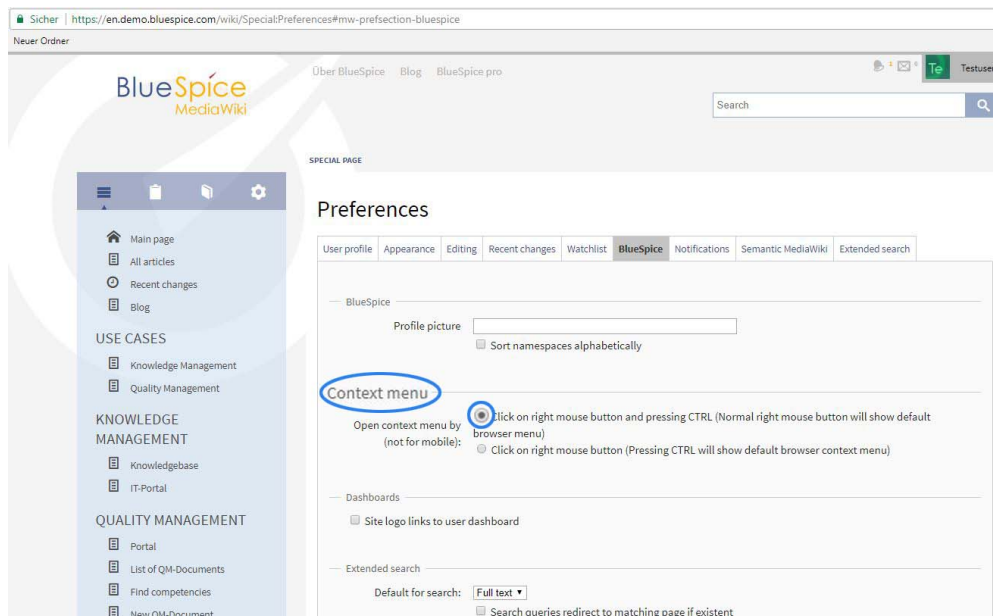 Sicher | https://en.demo.bluespice.com/wiki/Special:Preferences#mw-prefsection-bluespice
Neuer Ordner
BlueSpice
MediaWiki
Über BlueSpice Blog BlueSpice pro
Te Testuser
Search
SPECIAL PAGE
Main page
All articles
Recent changes
Blog
USE CASES
Knowledge Management
Quality Management
KNOWLEDGE
MANAGEMENT
Knowledgebase
IT-Portal
QUALITY MANAGEMENT
Portal
List of QM-Documents
Find competencies
New QM-Document
Preferences
User profile Appearance Editing Recent changes Watchlist BlueSpice Notifications Semantic MediaWiki Extended search
BlueSpice
Profile picture
Sort namespaces alphabetically
Context menu
Open context menu by
(not for mobile):
Click on right mouse button and pressing CTRL (Normal right mouse button will show default
browser menu)
Click on right mouse button (Pressing CTRL will show default browser context menu)
Dashboards
Site logo links to user dashboard
Extended search
Default for search: Full text
Search queries redirect to matching page if existent